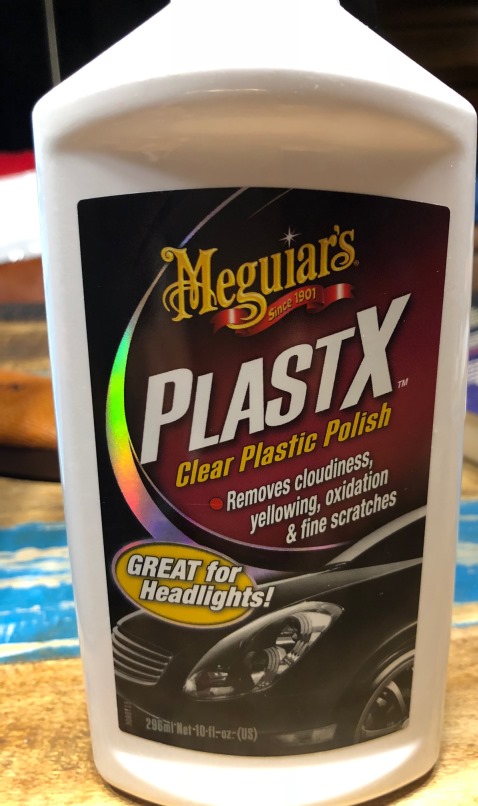 Meguiar's
Since 1901
PLASTX™
Clear Plastic Polish
Removes cloudiness,
yellowing, oxidation
& fine scratches
GREAT for
Headlights!
296ml Net 10 fl. oz. (US)